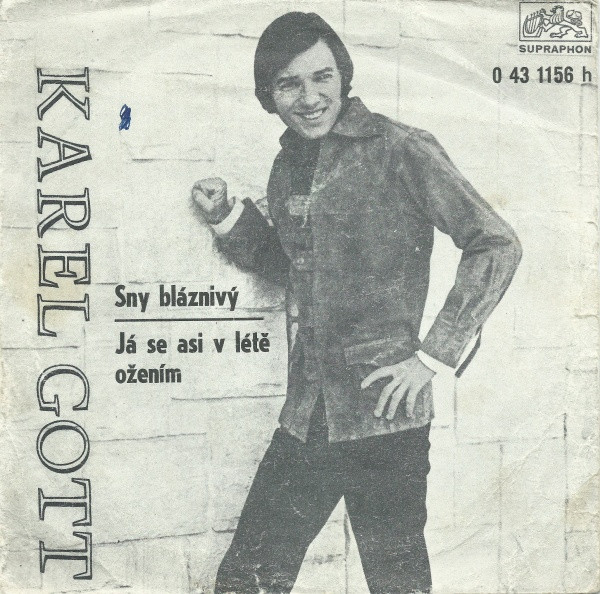 SUPRAPHON
0 43 1156 h
KAREL GOTT
Sny bláznivý
Já se asi v létě
ožením